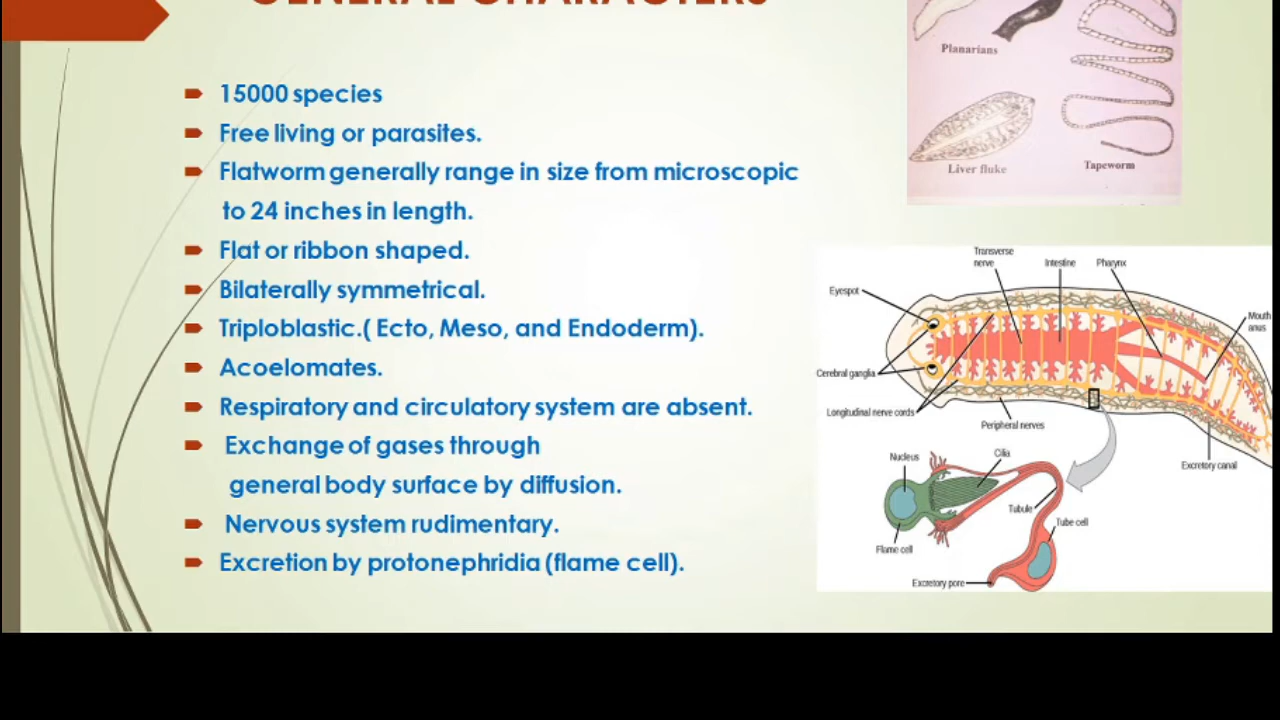 GENERAL CHARACTERS
15000 species
Free living or parasites.
Flatworm generally range in size from microscopic
to 24 inches in length.
Flat or ribbon shaped.
Bilaterally symmetrical.
Triploblastic.( Ecto, Meso, and Endoderm).
Acoelomates.
Respiratory and circulatory system are absent.
Exchange of gases through
general body surface by diffusion.
Nervous system rudimentary.
Excretion by protonephridia (flame cell).
Planarians
Liver fluke
Tapeworm
Transverse
nerve
Intestine
Pharynx
Eyespot
Mouth
anus
Cerebral ganglia
Longitudinal nerve cords
Peripheral nerves
Excretory canal
Nucleus
Cilia
Tubule
Tube cell
Flame cell
Excretory pore